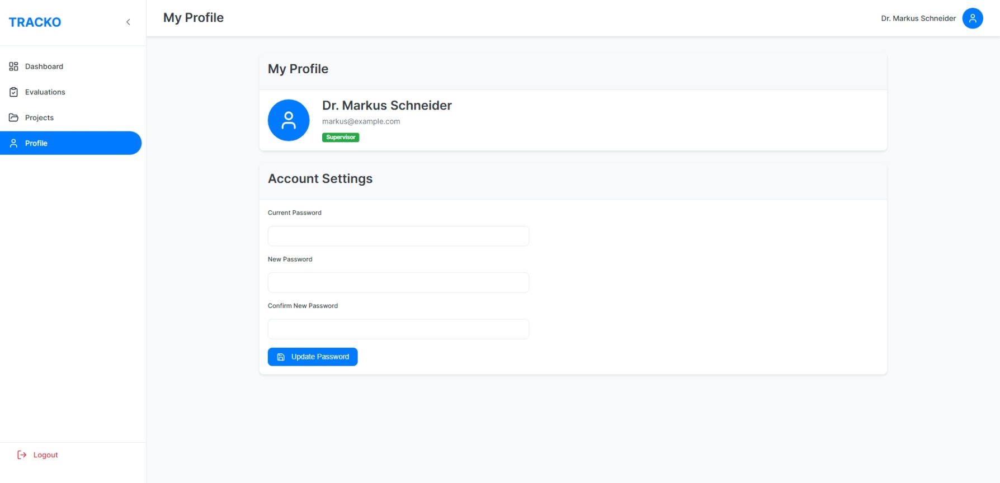 TRACKO
Dashboard
Evaluations
Projects
Profile
Logout
My Profile
Dr. Markus Schneider
My Profile
Dr. Markus Schneider
markus@example.com
Supervisor
Account Settings
Current Password
New Password
Confirm New Password
Update Password